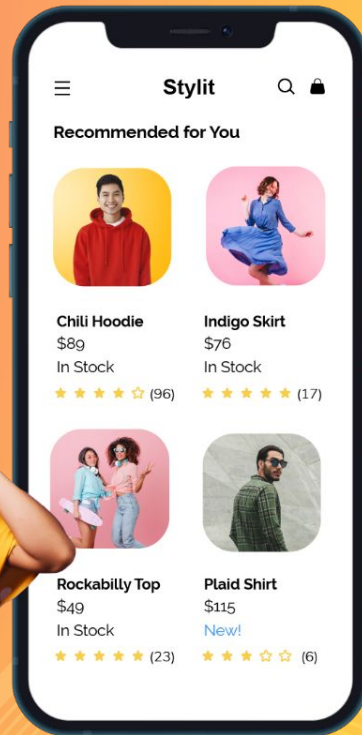 Stylit
Recommended for You
Chili Hoodie
$89
In Stock
(96)
Indigo Skirt
$76
In Stock
(17)
Rockabilly Top
$49
In Stock
(23)
Plaid Shirt
$115
New!
(6)